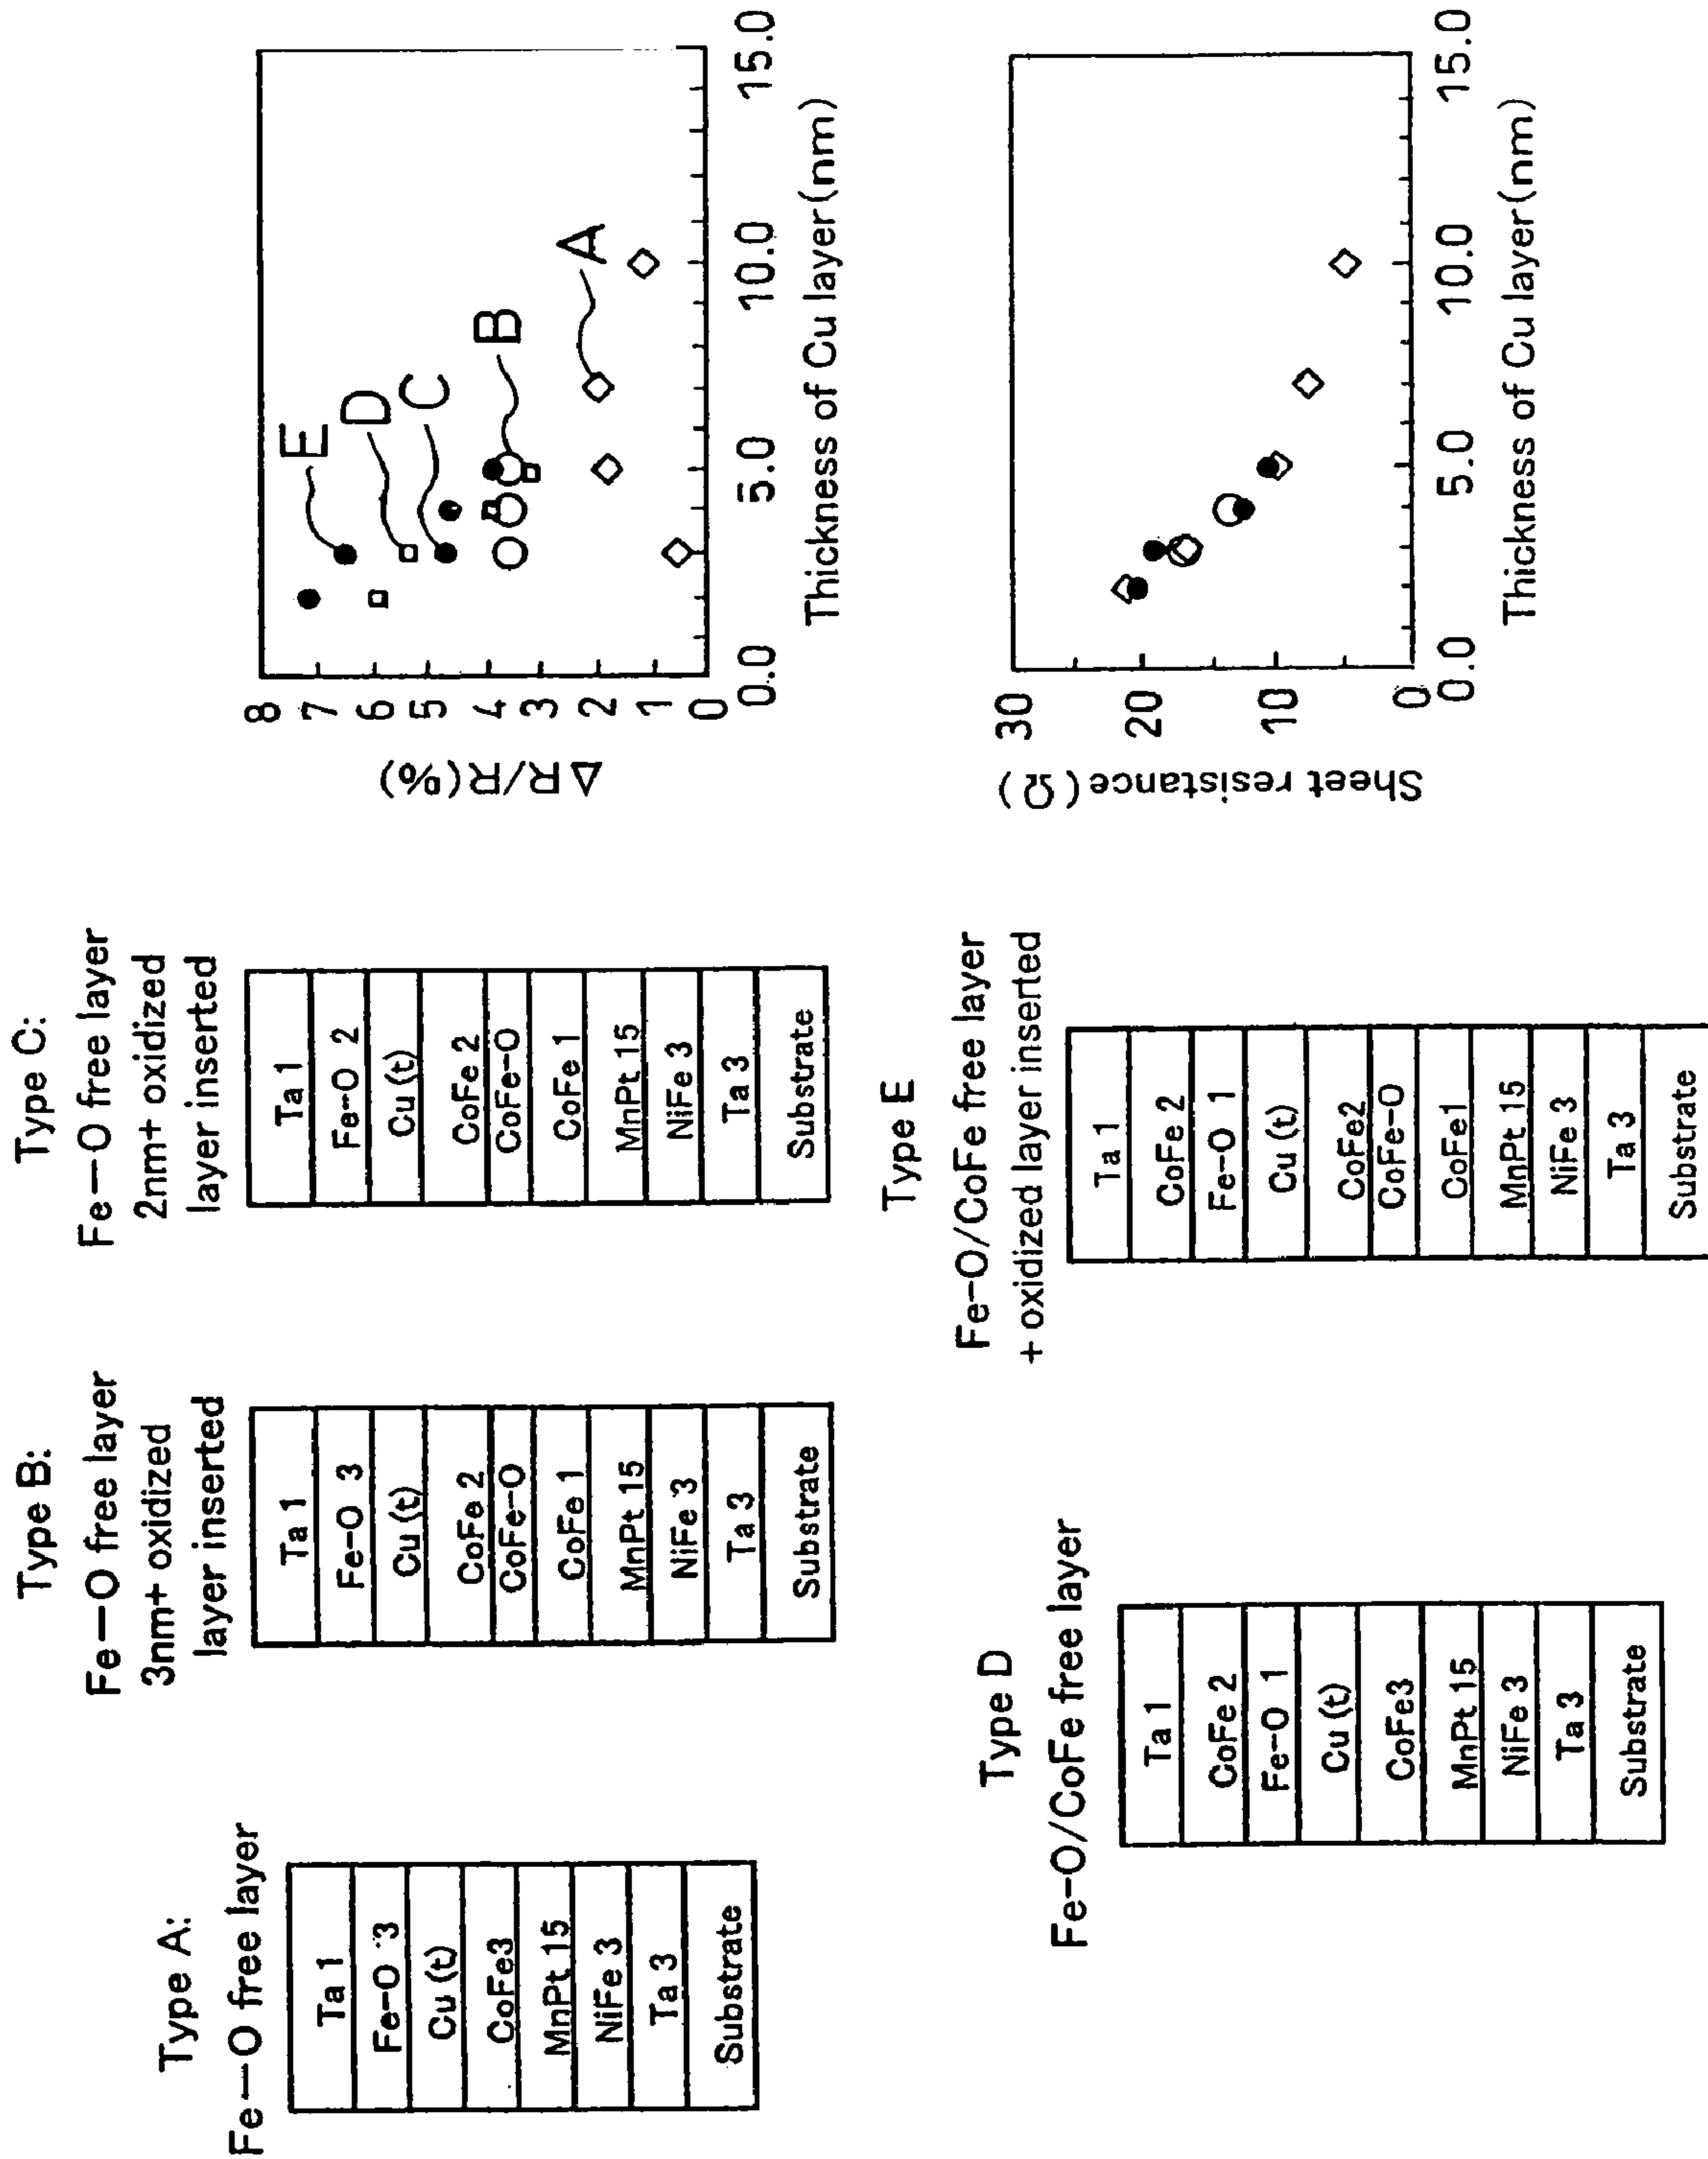 Type A:
Fe—O free layer
Ta 1
Fe-O 3
Cu (t)
CoFe3
MnPt 15
NiFe 3
Ta 3
Substrate
Type B:
Fe—O free layer
3nm+ oxidized
layer inserted
Ta 1
Fe-O 3
Cu (t)
CoFe 2
CoFe-O
CoFe 1
MnPt 15
NiFe 3
Ta 3
Substrate
Type C:
Fe—O free layer
2nm+ oxidized
layer inserted
Ta 1
Fe-O 2
Cu (t)
CoFe 2
CoFe-O
CoFe 1
MnPt 15
NiFe 3
Ta 3
Substrate
ΔR/R(%)
8
7
6
5
4
3
2
1
0
E
D
C
B
A
0.0
5.0
10.0
15.0
Thickness of Cu layer(nm)
Type D
Fe-O/CoFe free layer
Ta 1
CoFe 2
Fe-O 1
Cu (t)
CoFe3
MnPt 15
NiFe 3
Ta 3
Substrate
Type E
Fe-O/CoFe free layer
+ oxidized layer inserted
Ta 1
CoFe 2
Fe-O 1
Cu (t)
CoFe2
CoFe-O
CoFe1
MnPt 15
NiFe 3
Ta 3
Substrate
Sheet resistance (Ω)
30
20
10
0
0.0
5.0
10.0
15.0
Thickness of Cu layer(nm)